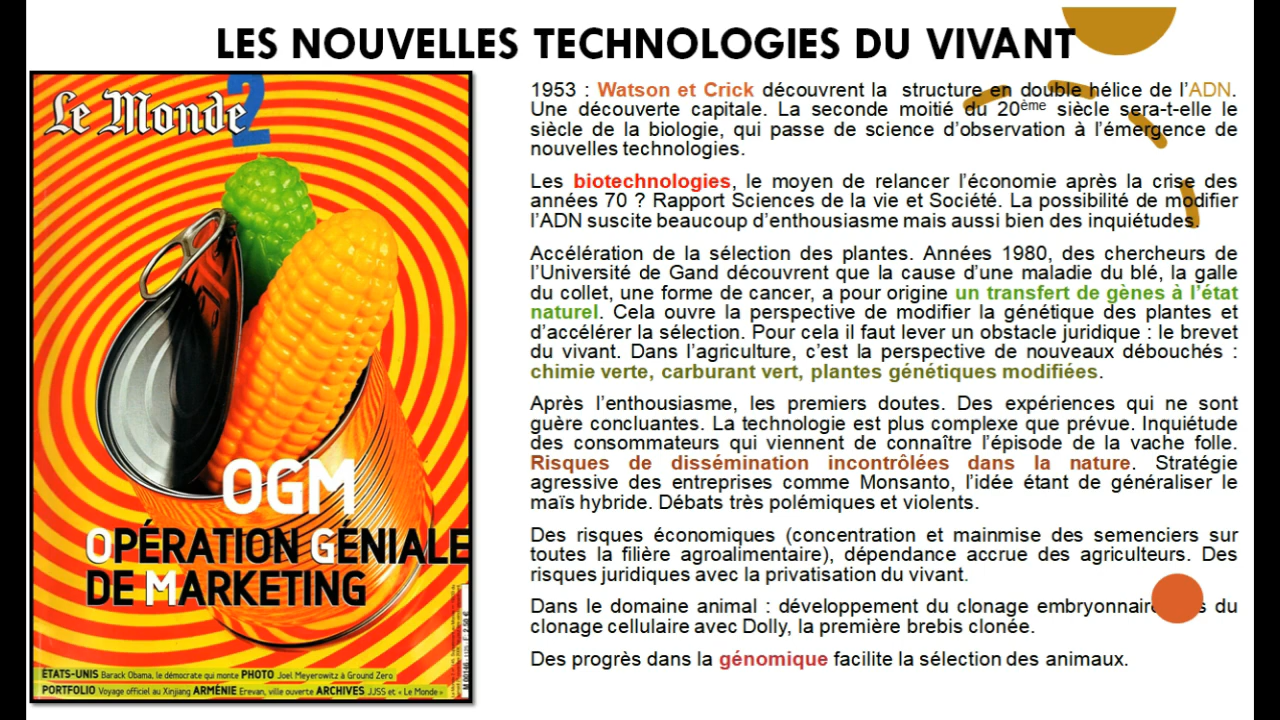 LES NOUVELLES TECHNOLOGIES DU VIVANT
Le Monde 2
OGM
OPÉRATION GÉNIALE
DE MARKETING
ÉTATS-UNIS Barack Obama, le démocrate qui monte PHOTO Joel Meyerowitz à Ground Zero
PORTFOLIO Voyage officiel au Xinjiang ARMÉNIE Erevan, ville ouverte ARCHIVES JJSS et « Le Monde »
1953 : Watson et Crick découvrent la structure en double hélice de l’ADN.
Une découverte capitale. La seconde moitié du 20ème siècle sera-t-elle le
siècle de la biologie, qui passe de science d’observation à l’émergence de
nouvelles technologies.
Les biotechnologies, le moyen de relancer l’économie après la crise des
années 70 ? Rapport Sciences de la vie et Société. La possibilité de modifier
l’ADN suscite beaucoup d’enthousiasme mais aussi bien des inquiétudes.
Accélération de la sélection des plantes. Années 1980, des chercheurs de
l’Université de Gand découvrent que la cause d’une maladie du blé, la galle
du collet, une forme de cancer, a pour origine un transfert de gènes à l’état
naturel. Cela ouvre la perspective de modifier la génétique des plantes et
d’accélérer la sélection. Pour cela il faut lever un obstacle juridique : le brevet
du vivant. Dans l’agriculture, c’est la perspective de nouveaux débouchés :
chimie verte, carburant vert, plantes génétiques modifiées.
Après l’enthousiasme, les premiers doutes. Des expériences qui ne sont
guère concluantes. La technologie est plus complexe que prévue. Inquiétude
des consommateurs qui viennent de connaître l’épisode de la vache folle.
Risques de dissémination incontrôlées dans la nature. Stratégie
agressive des entreprises comme Monsanto, l’idée étant de généraliser le
maïs hybride. Débats très polémiques et violents.
Des risques économiques (concentration et mainmise des semenciers sur
toutes la filière agroalimentaire), dépendance accrue des agriculteurs. Des
risques juridiques avec la privatisation du vivant.
Dans le domaine animal : développement du clonage embryonnaire du
clonage cellulaire avec Dolly, la première brebis clonée.
Des progrès dans la génomique facilite la sélection des animaux.